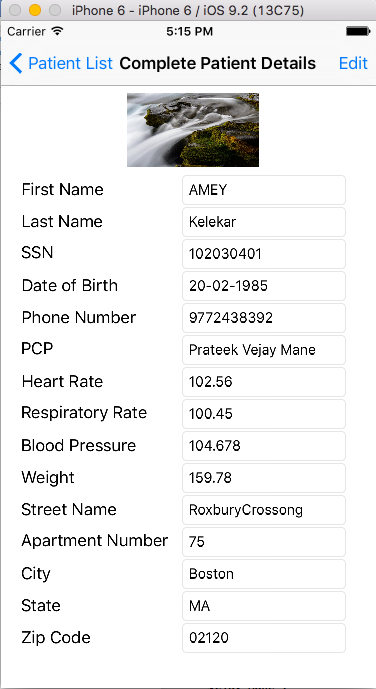 iPhone 6 - iPhone 6 / iOS 9.2 (13C75)
Carrier 5:15 PM
Patient List Complete Patient Details Edit
First Name AMEY
Last Name Kelekar
SSN 102030401
Date of Birth 20-02-1985
Phone Number 9772438392
PCP Prateek Vejay Mane
Heart Rate 102.56
Respiratory Rate 100.45
Blood Pressure 104.678
Weight 159.78
Street Name RoxburyCrossong
Apartment Number 75
City Boston
State MA
Zip Code 02120